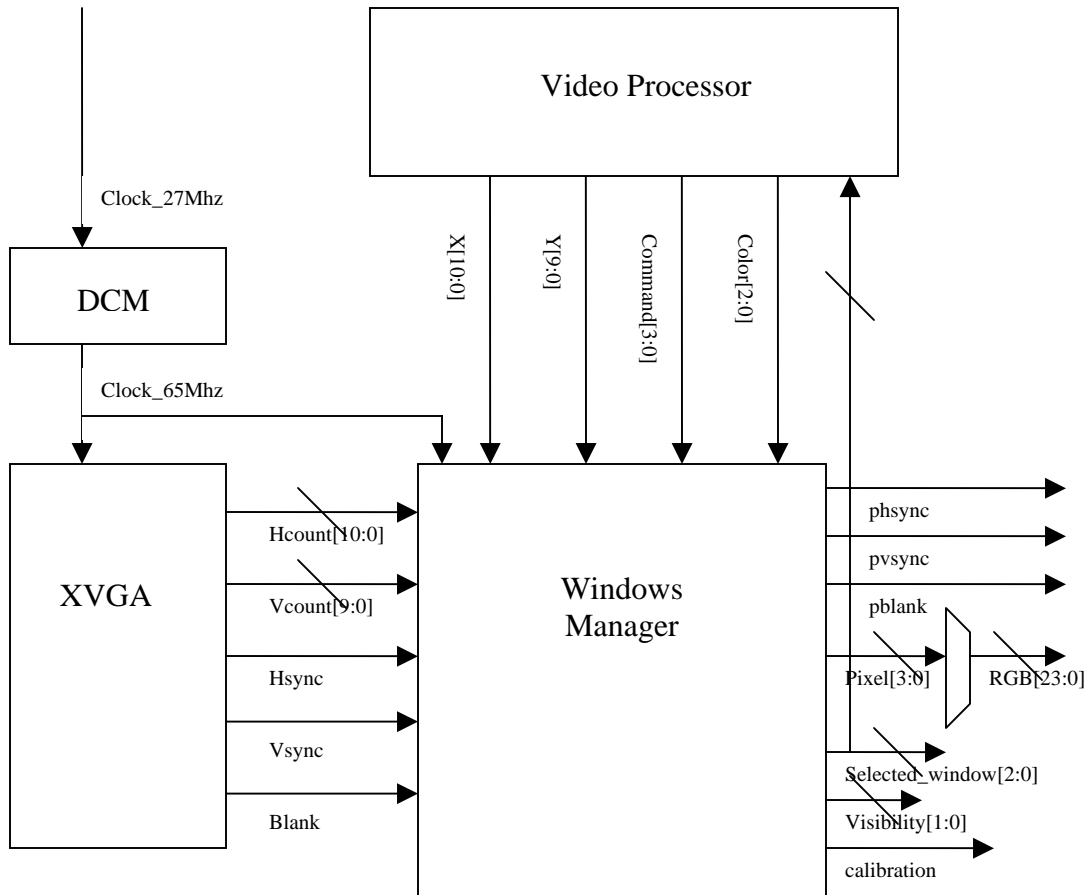 Video Processor
Clock_27Mhz
X[10:0]
Y[9:0]
Command[3:0]
Color[2:0]
DCM
Clock_65Mhz
XVGA
Hcount[10:0]
Vcount[9:0]
Hsync
Vsync
Blank
Windows
Manager
phsync
pvsync
pblank
Pixel[3:0]
RGB[23:0]
Selected_window[2:0]
Visibility[1:0]
calibration